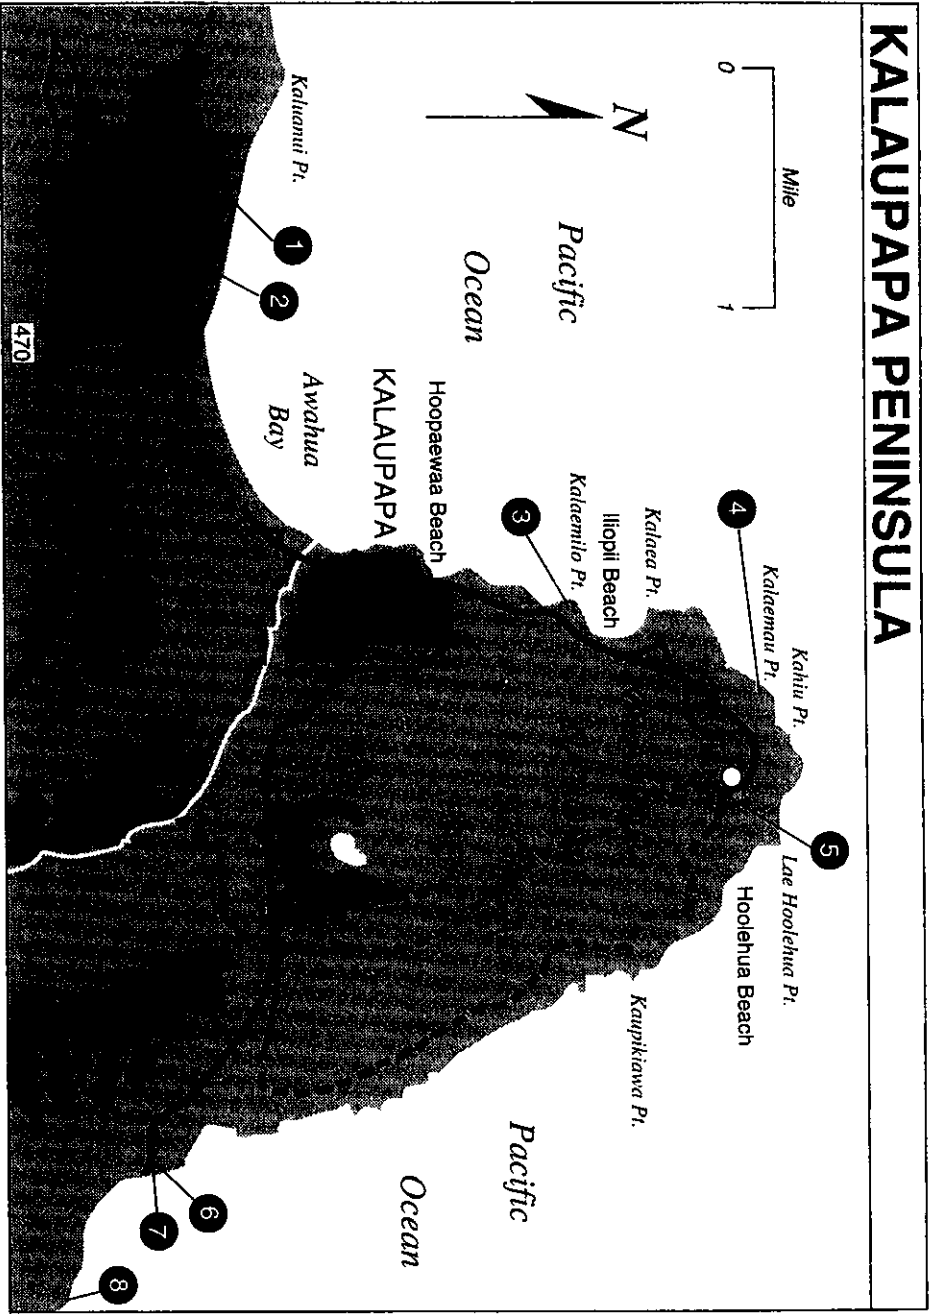 KALAUPAPA PENINSULA
Mile
0
1
N
Pacific
Ocean
Kahiu Pt.
Lae Hoolehua Pt.
Kalaemau Pt.
Hoolehua Beach
5
4
Kalaea Pt.
Iliopii Beach
Kalaemilo Pt.
3
Kaupikiawa Pt.
Hoopaewaa Beach
KALAUPAPA
Awahua
Bay
Kaluanui Pt.
1
2
Pacific
Ocean
6
7
8
470